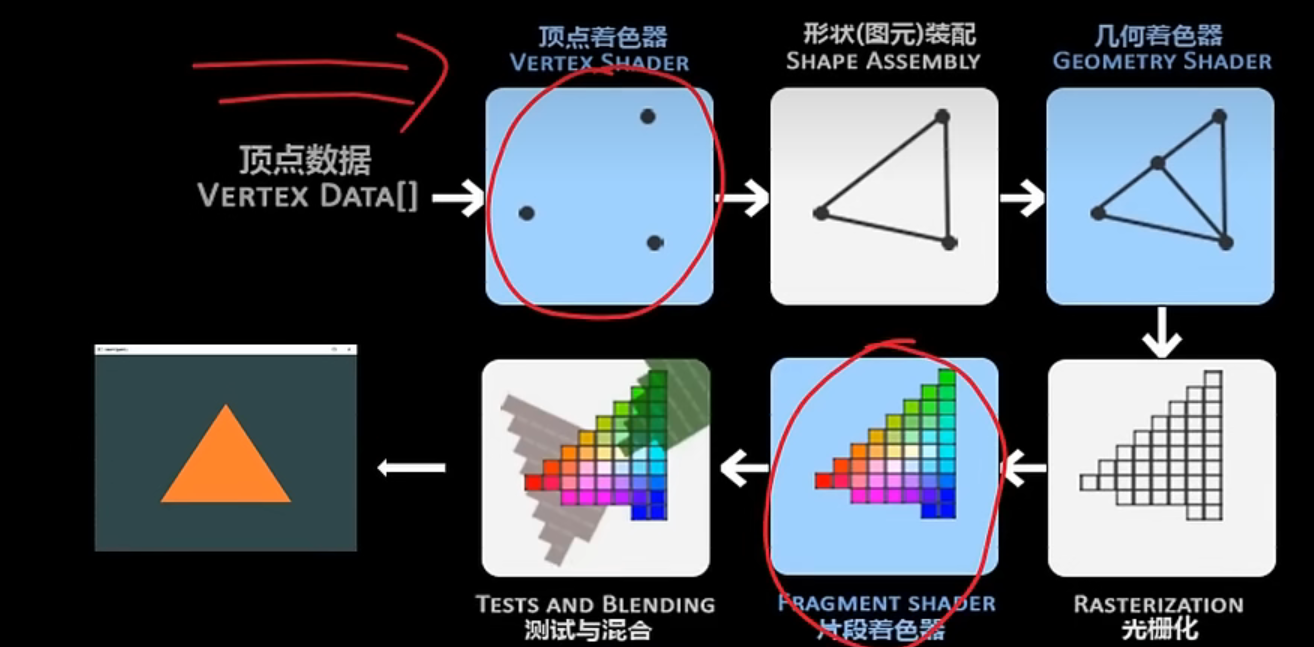 顶点着色器
VERTEX SHADER
形状(图元)装配
SHAPE ASSEMBLY
几何着色器
GEOMETRY SHADER
顶点数据
VERTEX DATA[]
TESTS AND BLENDING
测试与混合
FRAGMENT SHADER
片段着色器
RASTERIZATION
光栅化